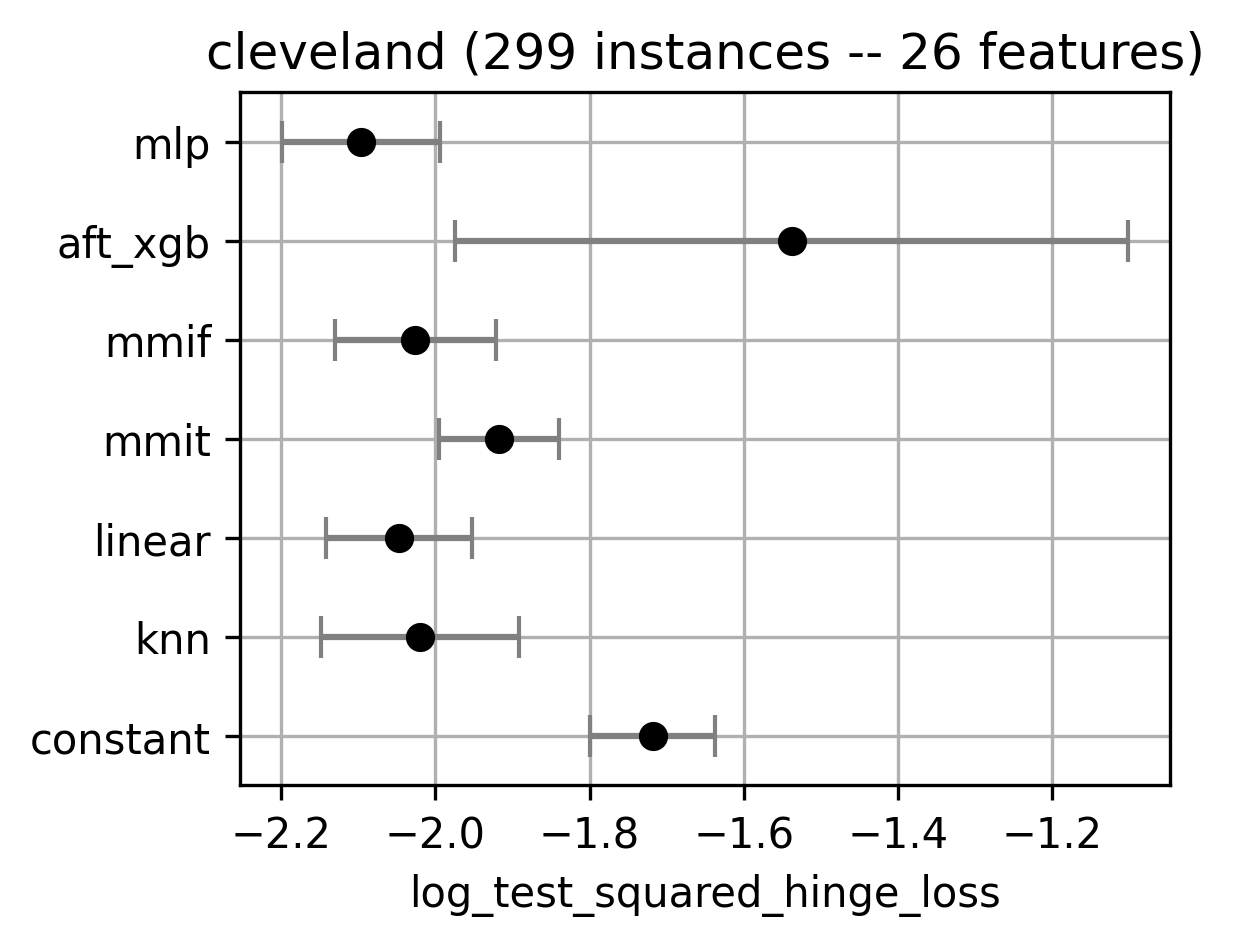 cleveland (299 instances -- 26 features)
mlp
aft_xgb
mmif
mmit
linear
knn
constant
−2.2 −2.0 −1.8 −1.6 −1.4 −1.2
log_test_squared_hinge_loss